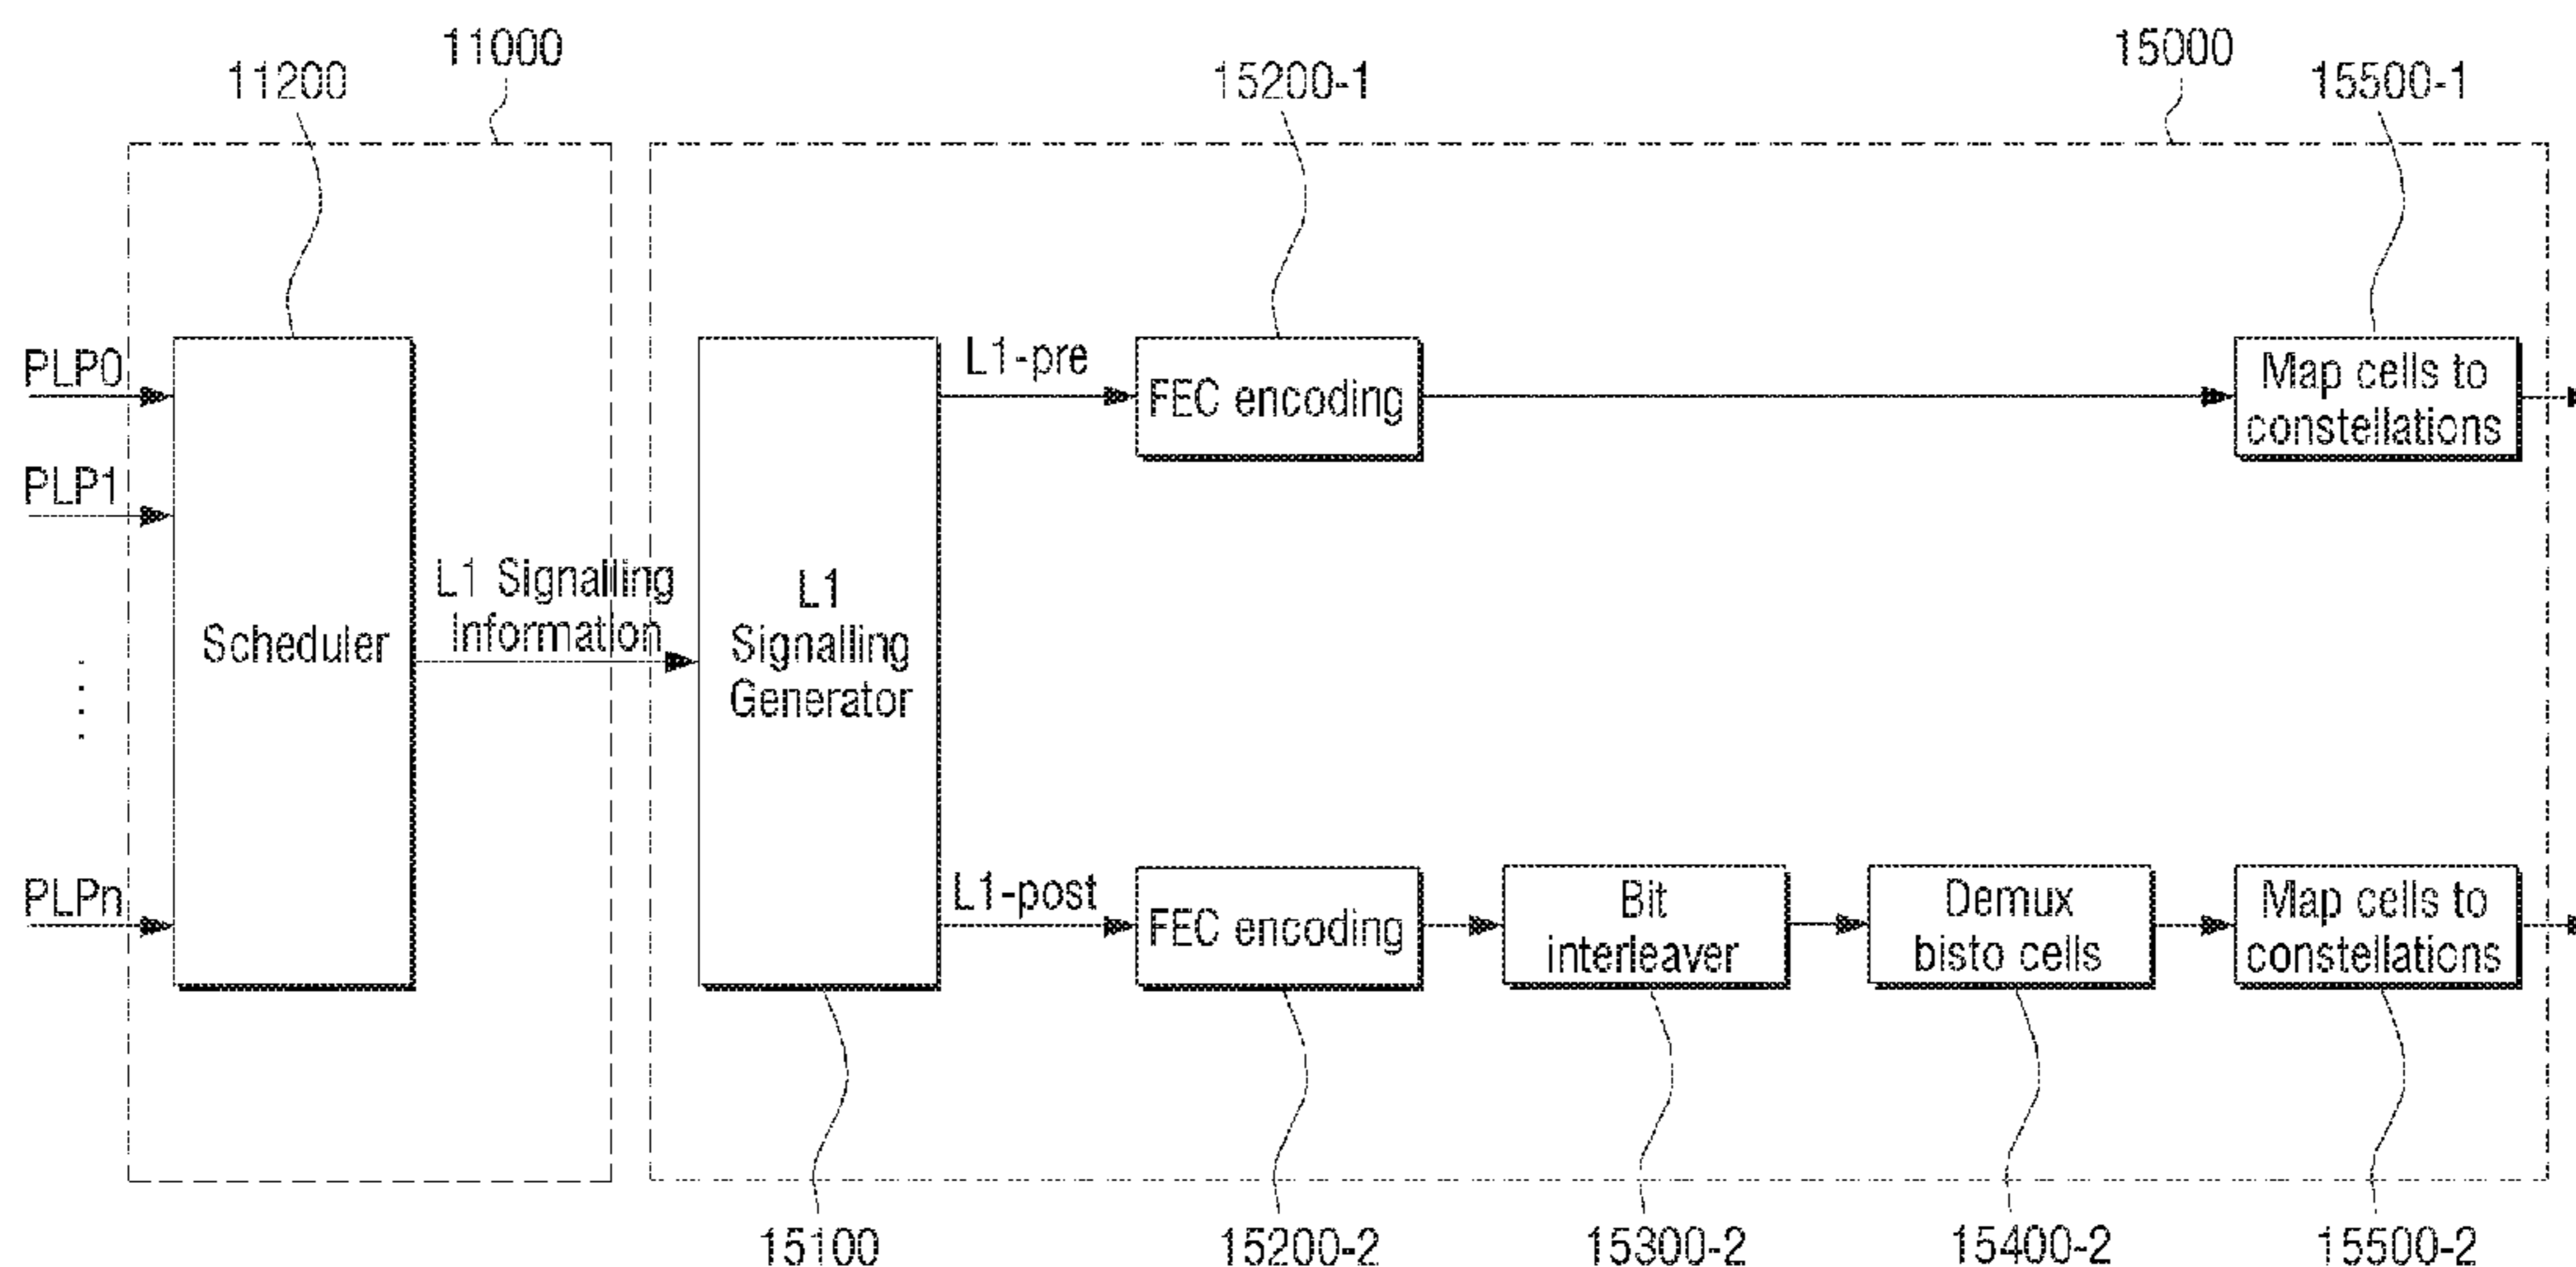 11200
11000
15200-1
15000
15500-1
PLP0
PLP1
PLPn
Scheduler
L1 Signalling
Information
L1
Signalling
Generator
L1-pre
FEC encoding
Map cells to
constellations
L1-post
FEC encoding
Bit
interleaver
Demux
bisto cells
Map cells to
constellations
15100
15200-2
15300-2
15400-2
15500-2